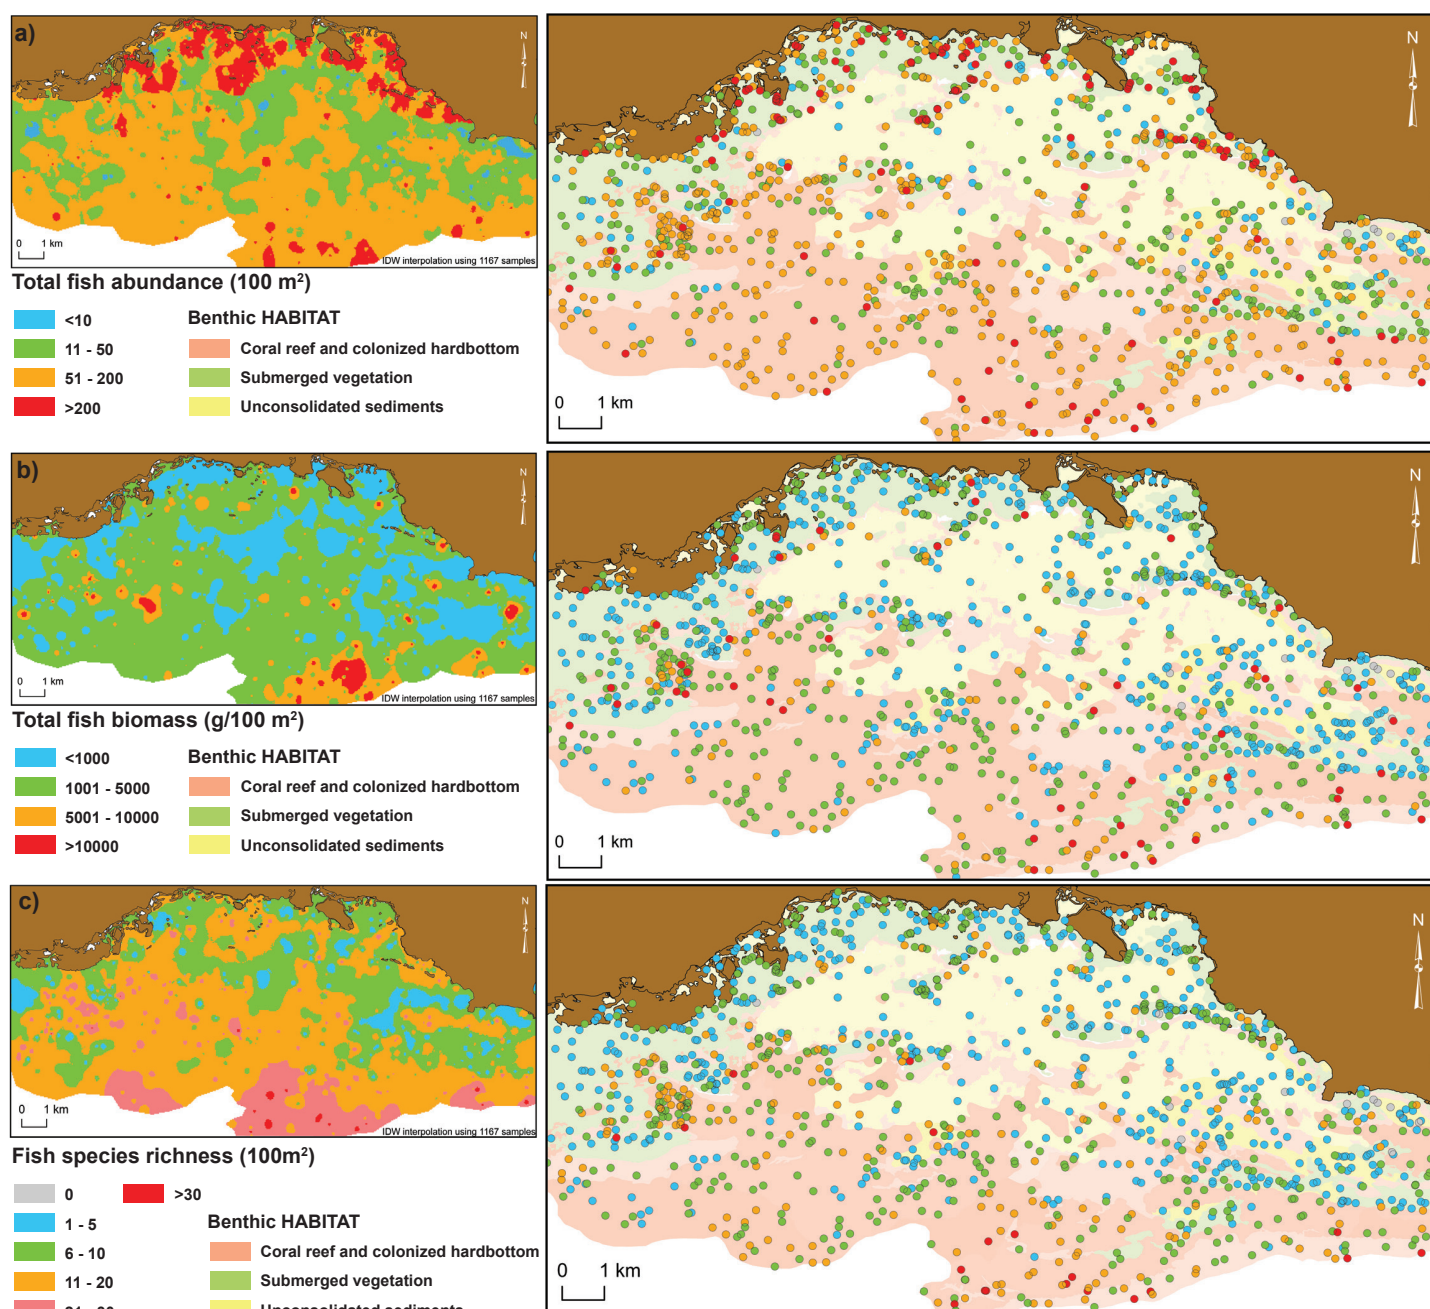 a)
N
0 1 km
IDW interpolation using 1167 samples
Total fish abundance (100 m²)
<10
11 - 50
51 - 200
>200
Benthic HABITAT
Coral reef and colonized hardbottom
Submerged vegetation
Unconsolidated sediments
N
0 1 km
b)
N
0 1 km
IDW interpolation using 1167 samples
Total fish biomass (g/100 m²)
<1000
1001 - 5000
5001 - 10000
>10000
Benthic HABITAT
Coral reef and colonized hardbottom
Submerged vegetation
Unconsolidated sediments
N
0 1 km
c)
N
0 1 km
IDW interpolation using 1167 samples
Fish species richness (100m²)
0 >30
1 - 5
6 - 10
11 - 20
Benthic HABITAT
Coral reef and colonized hardbottom
Submerged vegetation
Unconsolidated sediments
N
0 1 km